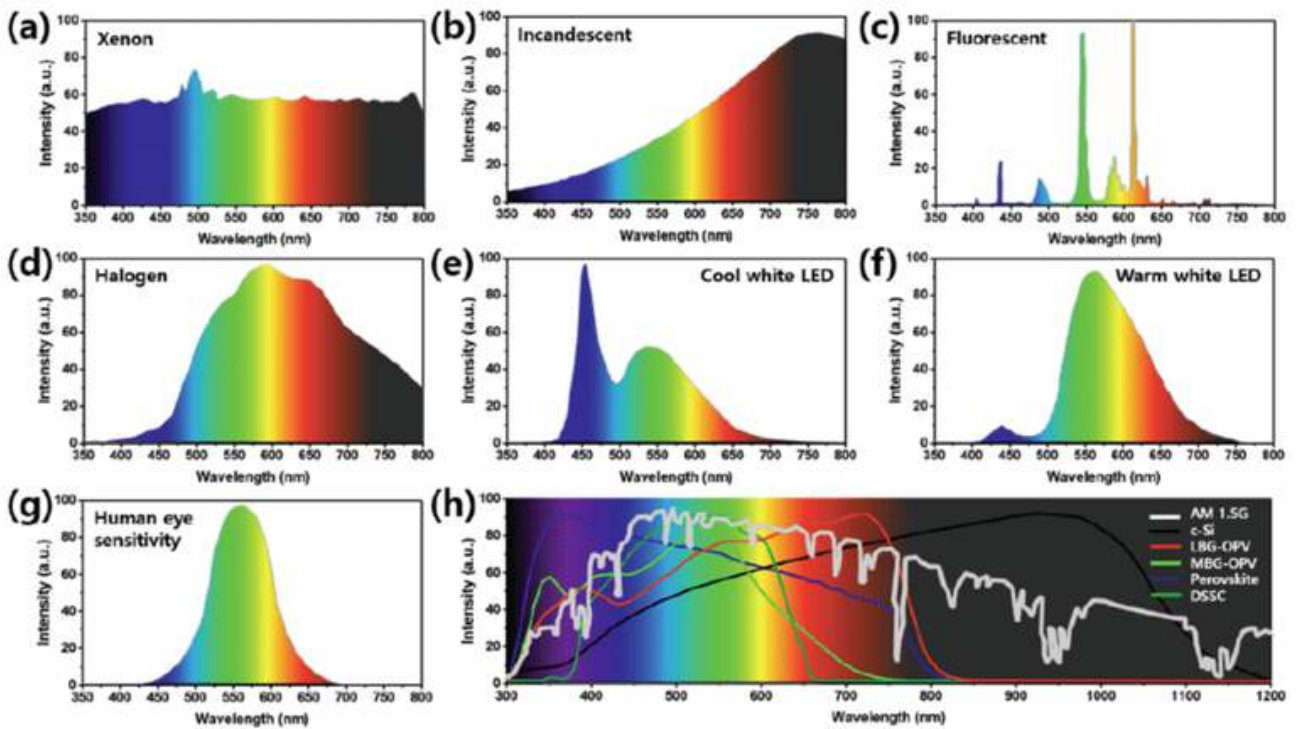 (a)
Xenon
Intensity (a.u.)
100
80
60
40
20
0
350 400 450 500 550 600 650 700 750 800
Wavelength (nm)
(b)
Incandescent
Intensity (a.u.)
100
80
60
40
20
0
350 400 450 500 550 600 650 700 750 800
Wavelength (nm)
(c)
Fluorescent
Intensity (a.u.)
100
80
60
40
20
0
350 400 450 500 550 600 650 700 750 800
Wavelength (nm)
(d)
Halogen
Intensity (a.u.)
100
80
60
40
20
0
350 400 450 500 550 600 650 700 750 800
Wavelength (nm)
(e)
Cool white LED
Intensity (a.u.)
100
80
60
40
20
0
350 400 450 500 550 600 650 700 750 800
Wavelength (nm)
(f)
Warm white LED
Intensity (a.u.)
100
80
60
40
20
0
350 400 450 500 550 600 650 700 750 800
Wavelength (nm)
(g)
Human eye
sensitivity
Intensity (a.u.)
100
80
60
40
20
0
350 400 450 500 550 600 650 700 750 800
Wavelength (nm)
(h)
AM 1.5G
c-Si
LBG-OPV
MBG-OPV
Perovskite
DSSC
Intensity (a.u.)
100
80
60
40
20
0
300 400 500 600 700 800 900 1000 1100 1200
Wavelength (nm)